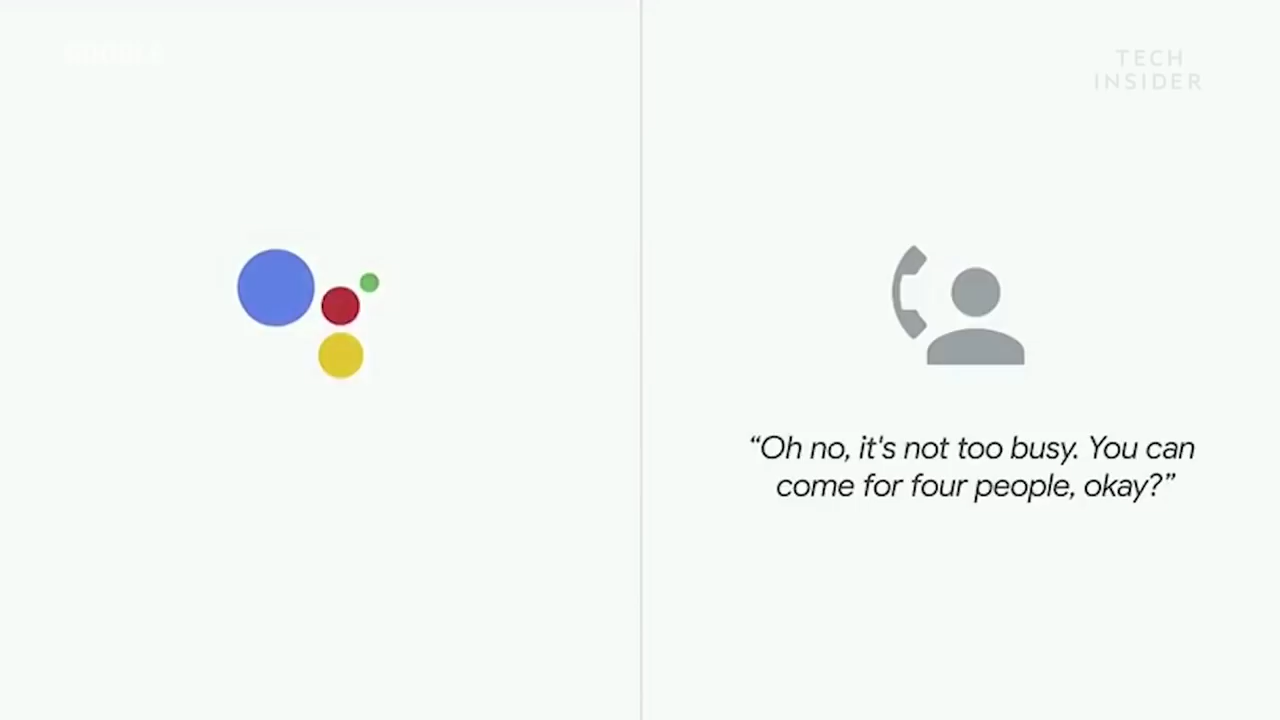 TECH
INSIDER
“Oh no, it's not too busy. You can
come for four people, okay?”